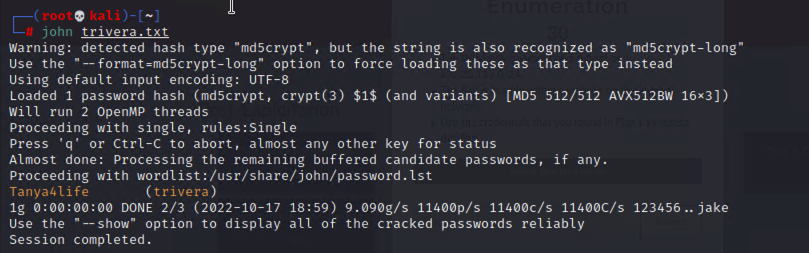 Enumeration
30
┌──(root💀kali)-[~]
└─# john trivera.txt
Warning: detected hash type "md5crypt", but the string is also recognized as "md5crypt-long"
Use the "--format=md5crypt-long" option to force loading these as that type instead
Using default input encoding: UTF-8
Loaded 1 password hash (md5crypt, crypt(3) $1$ (and variants) [MD5 512/512 AVX512BW 16×3])
Will run 2 OpenMP threads
Proceeding with single, rules:Single
Press 'q' or Ctrl-C to abort, almost any other key for status
Almost done: Processing the remaining buffered candidate passwords, if any.
Proceeding with wordlist:/usr/share/john/password.lst
Tanya4life       (trivera)
1g 0:00:00:00 DONE 2/3 (2022-10-17 18:59) 9.090g/s 11400p/s 11400c/s 11400C/s 123456..jake
Use the "--show" option to display all of the cracked passwords reliably
Session completed.